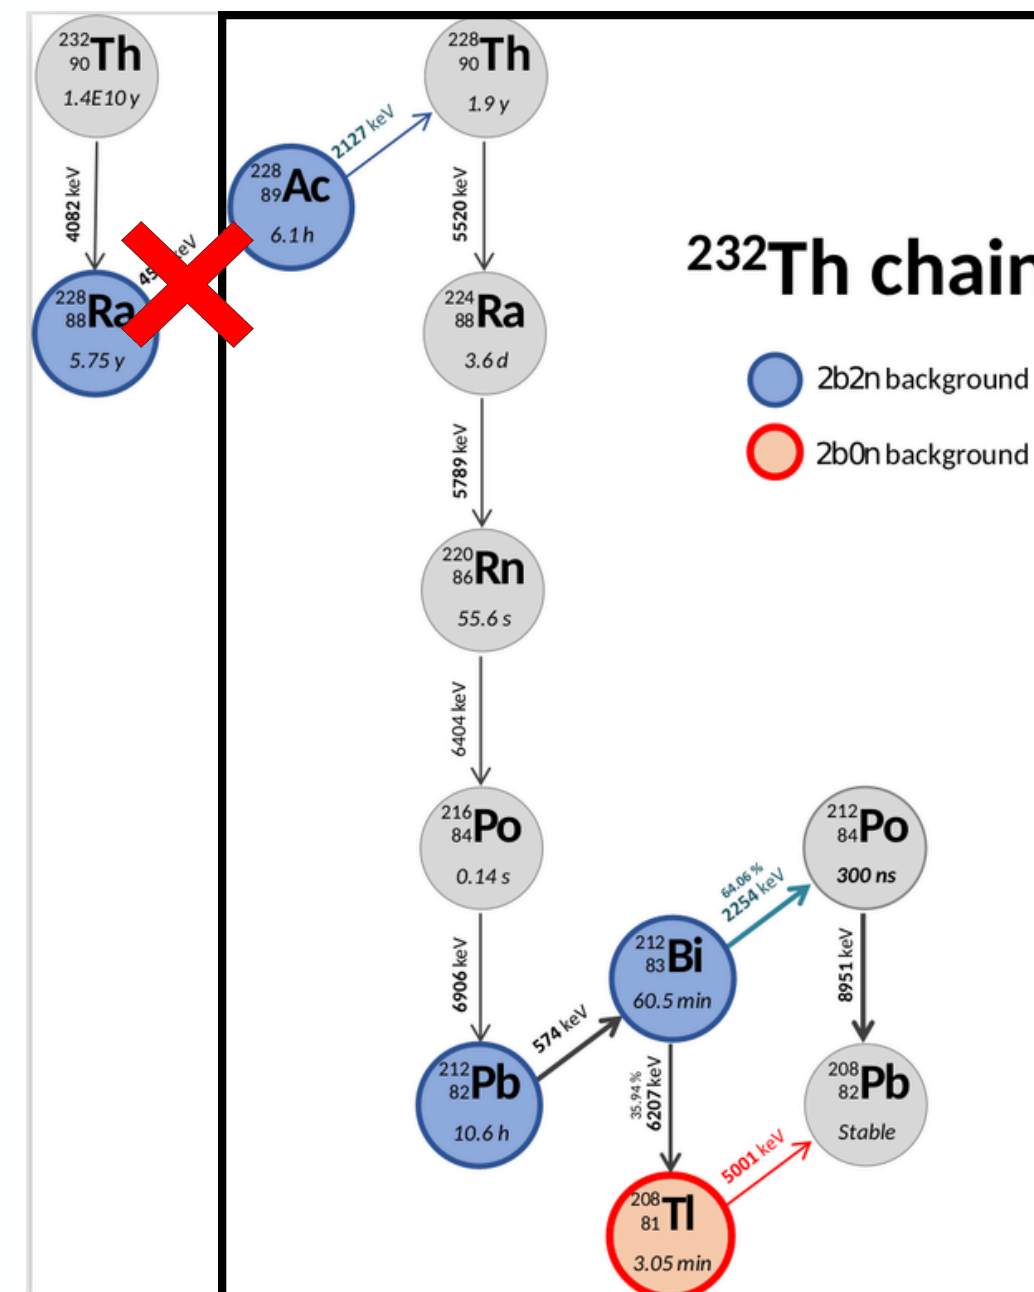 232
90 Th
1.4E10 y
4082 keV
228
88 Ra
5.75 y
keV
228
89 Ac
6.1 h
2127 keV
228
90 Th
1.9 y
5520 keV
224
88 Ra
3.6 d
5789 keV
220
86 Rn
55.6 s
6404 keV
216
84 Po
0.14 s
6906 keV
212
82 Pb
10.6 h
574 keV
212
83 Bi
60.5 min
64.06 %
2254 keV
212
84 Po
300 ns
8951 keV
208
82 Pb
Stable
35.94 %
6207 keV
208
81 Tl
3.05 min
5001 keV
232Th chain
2b2n background
2b0n background